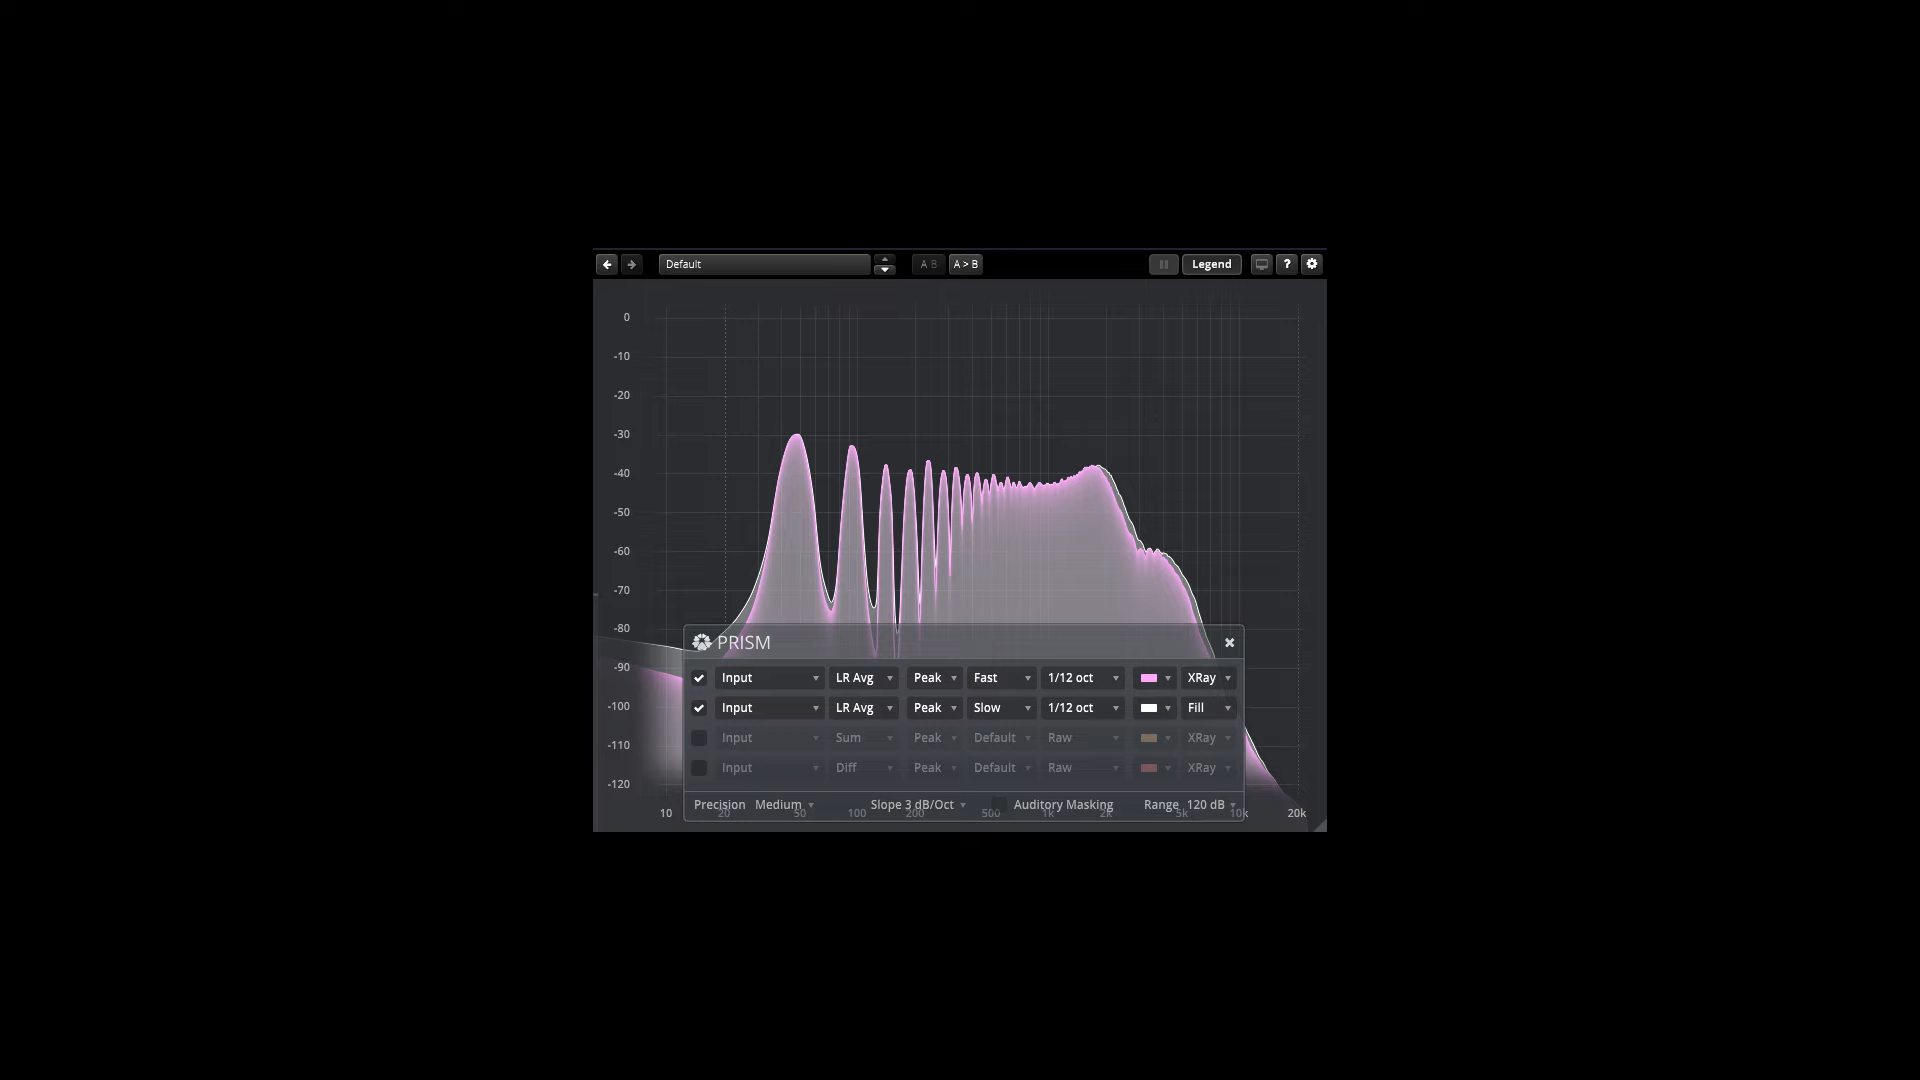 Default A B A > B Legend ?
0
-10
-20
-30
-40
-50
-60
-70
-80
-90
-100
-110
-120
PRISM
Input LR Avg Peak Fast 1/12 oct XRay
Input LR Avg Peak Slow 1/12 oct Fill
Input Sum Peak Default Raw XRay
Input Diff Peak Default Raw XRay
Precision Medium Slope 3 dB/Oct Auditory Masking Range 120 dB
10 20 50 100 200 500 1k 2k 5k 10k 20k